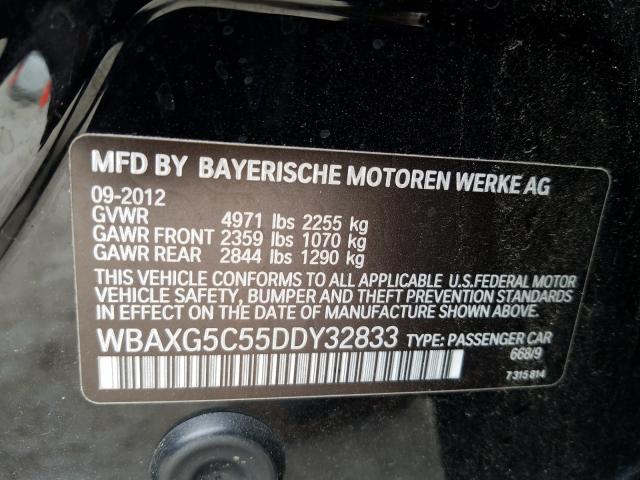 MFD BY BAYERISCHE MOTOREN WERKE AG
09-2012
GVWR 4971 lbs 2255 kg
GAWR FRONT 2359 lbs 1070 kg
GAWR REAR 2844 lbs 1290 kg
THIS VEHICLE CONFORMS TO ALL APPLICABLE U.S.FEDERAL MOTOR
VEHICLE SAFETY, BUMPER AND THEFT PREVENTION STANDARDS
IN EFFECT ON THE DATE OF MANUFACTURE SHOWN ABOVE.
WBAXG5C55DDY32833 TYPE: PASSENGER CAR
668/9
7 315 814